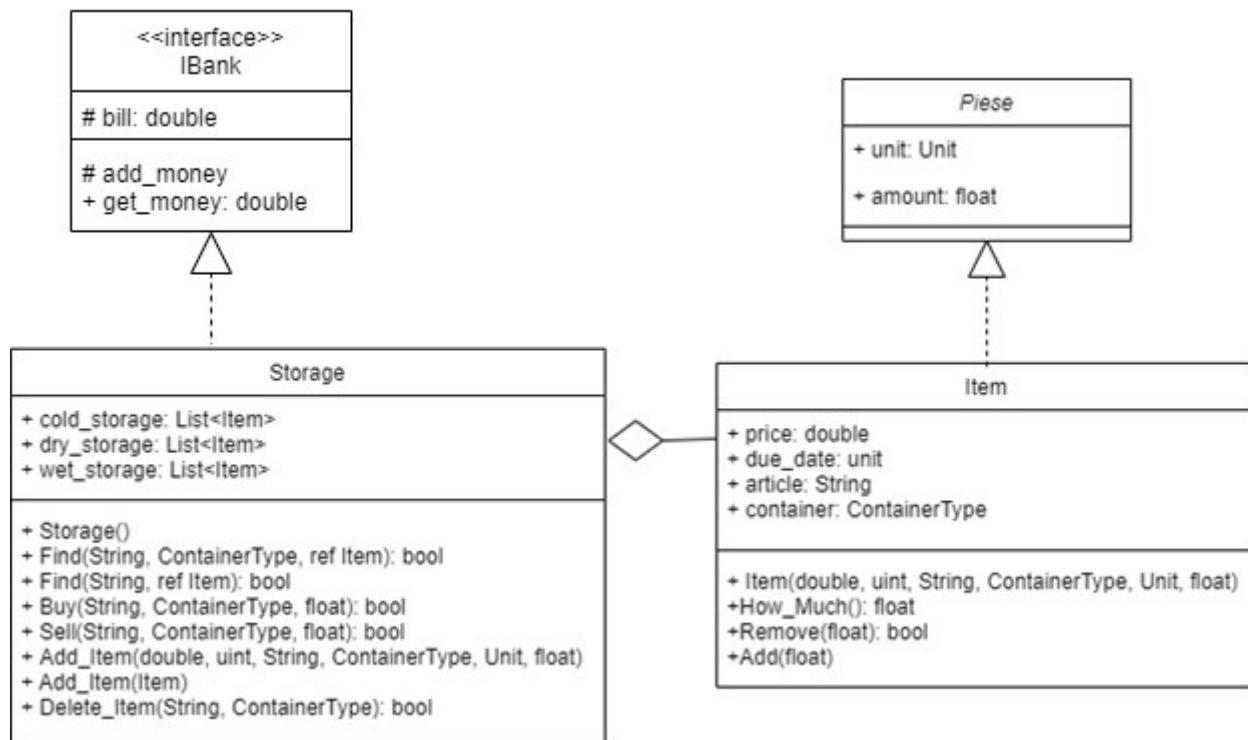 <<interface>>
IBank
# bill: double
# add_money
+ get_money: double
Piese
+ unit: Unit
+ amount: float
Storage
+ cold_storage: List<Item>
+ dry_storage: List<Item>
+ wet_storage: List<Item>
+ Storage()
+ Find(String, ContainerType, ref Item): bool
+ Find(String, ref Item): bool
+ Buy(String, ContainerType, float): bool
+ Sell(String, ContainerType, float): bool
+ Add_Item(double, uint, String, ContainerType, Unit, float)
+ Add_Item(Item)
+ Delete_Item(String, ContainerType): bool
Item
+ price: double
+ due_date: unit
+ article: String
+ container: ContainerType
+ Item(double, uint, String, ContainerType, Unit, float)
+How_Much(): float
+Remove(float): bool
+Add(float)